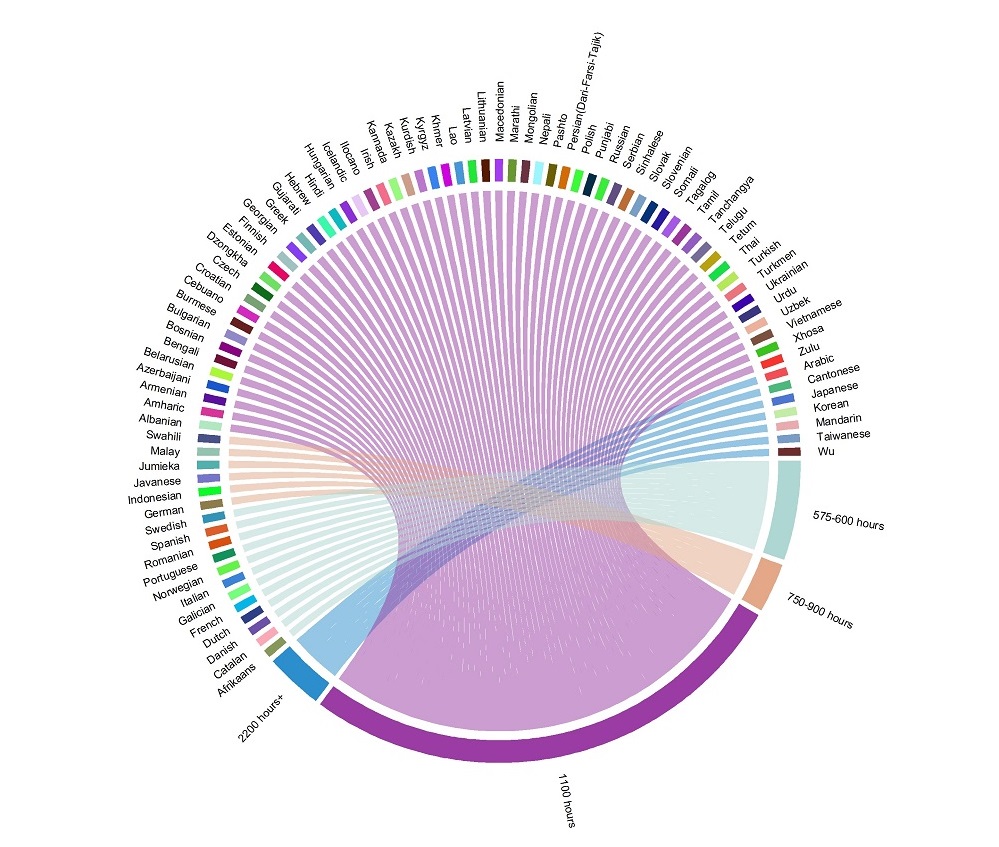 Afrikaans
Catalan
Danish
Dutch
French
Galician
Italian
Norwegian
Portuguese
Romanian
Spanish
Swedish
German
Indonesian
Javanese
Jumieka
Malay
Swahili
Albanian
Amharic
Armenian
Azerbaijani
Belarusian
Bengali
Bosnian
Bulgarian
Burmese
Cebuano
Croatian
Czech
Dzongkha
Estonian
Finnish
Georgian
Greek
Gujarati
Hebrew
Hindi
Hungarian
Icelandic
Ilocano
Irish
Kannada
Kazakh
Kurdish
Kyrgyz
Khmer
Lao
Latvian
Lithuanian
Macedonian
Marathi
Mongolian
Nepali
Pashto
Persian(Dari-Farsi-Tajik)
Polish
Punjabi
Russian
Serbian
Sinhalese
Slovak
Slovenian
Somali
Tagalog
Tamil
Tanchangya
Telugu
Tetum
Thai
Turkish
Turkmen
Ukrainian
Urdu
Uzbek
Vietnamese
Xhosa
Zulu
Arabic
Cantonese
Japanese
Korean
Mandarin
Taiwanese
Wu
575-600 hours
750-900 hours
1100 hours
2200 hours+